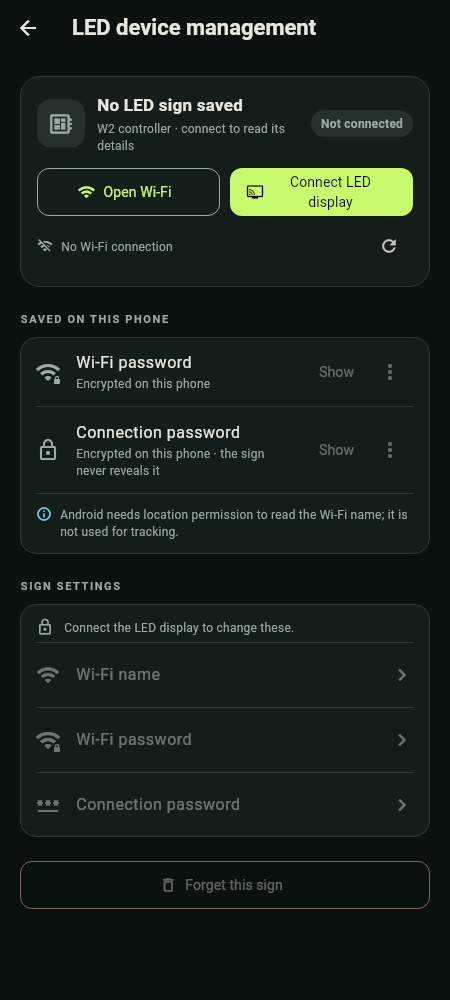 LED device management
No LED sign saved
W2 controller · connect to read its
details
Not connected
Open Wi-Fi
Connect LED
display
No Wi-Fi connection
SAVED ON THIS PHONE
Wi-Fi password
Encrypted on this phone
Show
Connection password
Encrypted on this phone · the sign
never reveals it
Show
Android needs location permission to read the Wi-Fi name; it is
not used for tracking.
SIGN SETTINGS
Connect the LED display to change these.
Wi-Fi name
Wi-Fi password
Connection password
Forget this sign